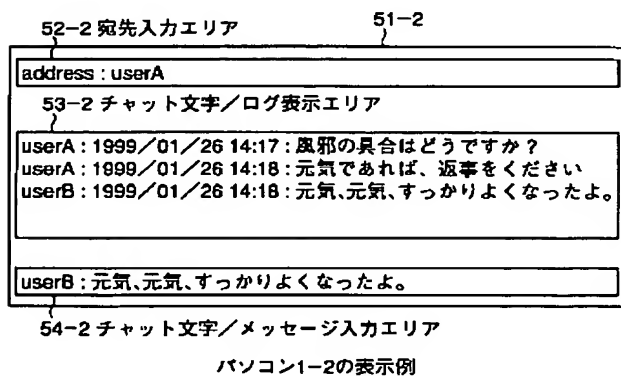 52-2 宛先入力エリア
51-2
address : userA
53-2 チャット文字/ログ表示エリア
userA : 1999/01/26 14:17 : 風邪の具合はどうですか?
userA : 1999/01/26 14:18 : 元気であれば、返事をください
userB : 1999/01/26 14:18 : 元気、元気、すっかりよくなったよ。
userB : 元気、元気、すっかりよくなったよ。
54-2 チャット文字/メッセージ入力エリア
パソコン1-2の表示例